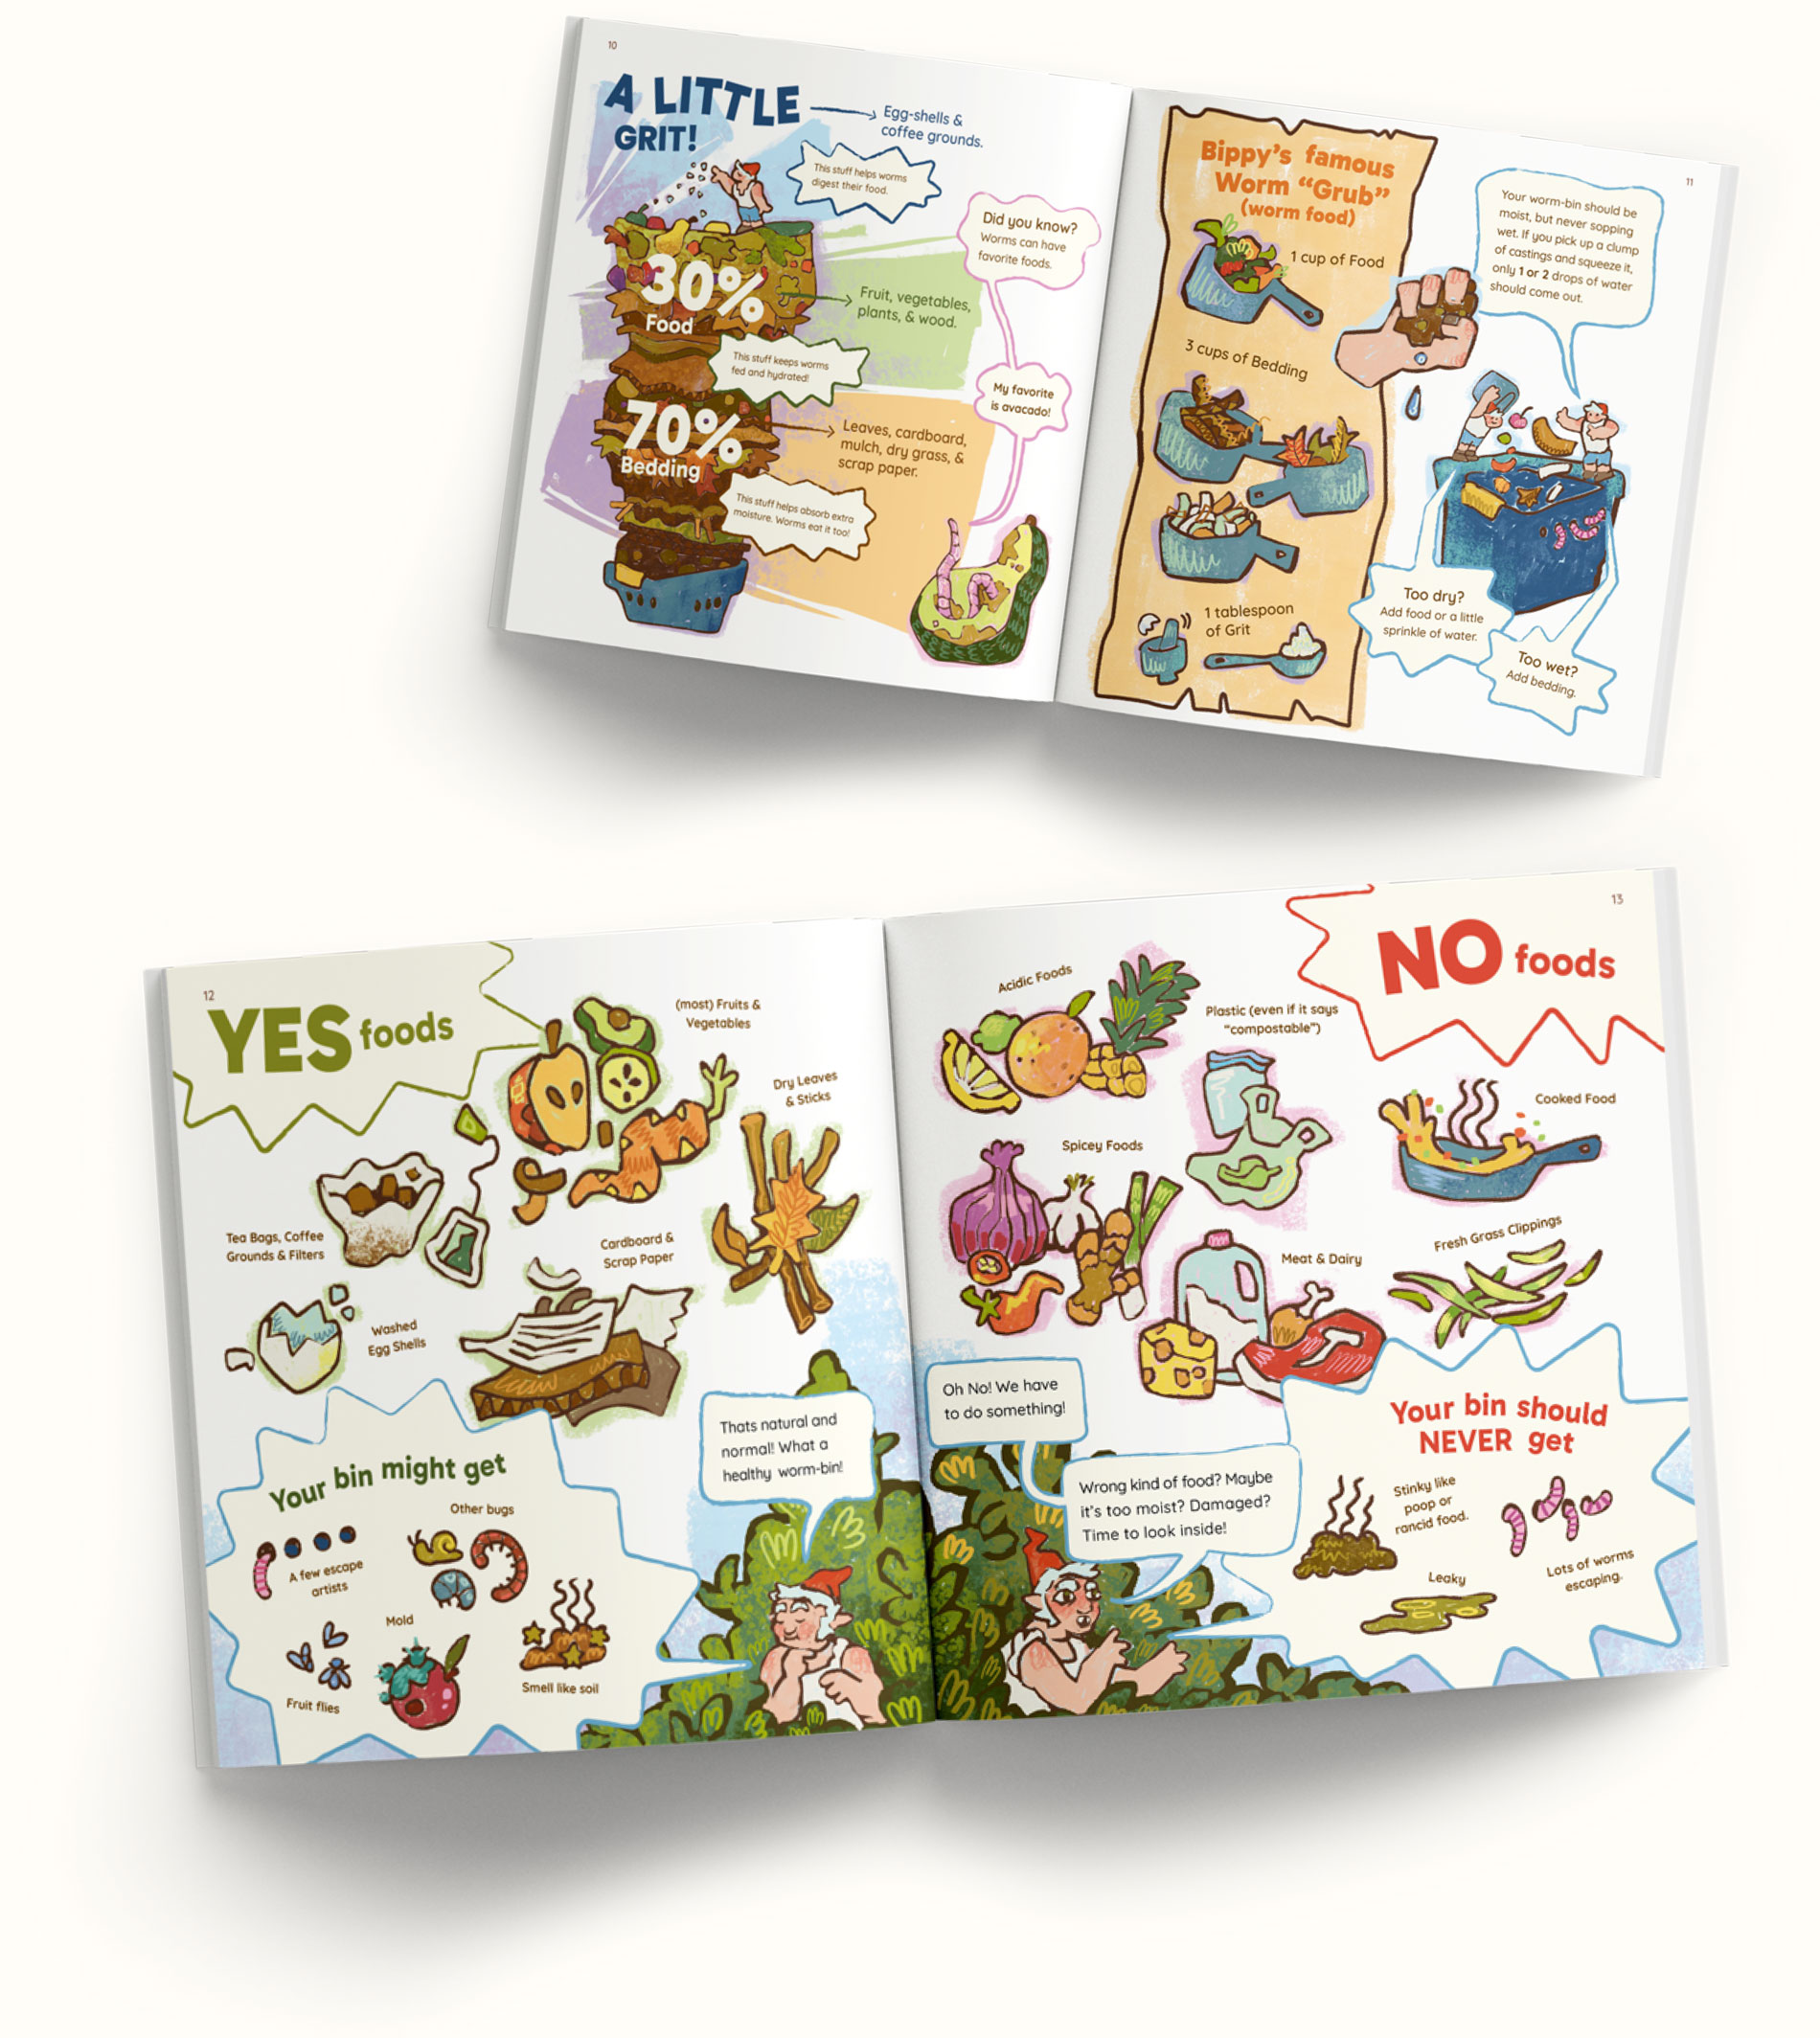 10
A LITTLE
GRIT!
Egg-shells &
coffee grounds.
This stuff helps worms
digest their food.
Did you know?
Worms can have
favorite foods.
30%
Food
Fruit, vegetables,
plants, & wood.
This stuff keeps worms
fed and hydrated!
My favorite
is avacado!
70%
Bedding
Leaves, cardboard,
mulch, dry grass, &
scrap paper.
This stuff helps absorb extra
moisture. Worms eat it too!
11
Bippy's famous
Worm "Grub"
(worm food)
1 cup of Food
3 cups of Bedding
1 tablespoon
of Grit
Your worm-bin should be
moist, but never sopping
wet. If you pick up a clump
of castings and squeeze it,
only 1 or 2 drops of water
should come out.
Too dry?
Add food or a little
sprinkle of water.
Too wet?
Add bedding.
12
YES foods
(most) Fruits &
Vegetables
Dry Leaves
& Sticks
Tea Bags, Coffee
Grounds & Filters
Cardboard &
Scrap Paper
Washed
Egg Shells
Your bin might get
Other bugs
A few escape
artists
Mold
Fruit flies
Smell like soil
Thats natural and
normal! What a
healthy worm-bin!
13
NO foods
Acidic Foods
Plastic (even if it says
"compostable")
Cooked Food
Spicey Foods
Fresh Grass Clippings
Meat & Dairy
Oh No! We have
to do something!
Wrong kind of food? Maybe
it's too moist? Damaged?
Time to look inside!
Your bin should
NEVER get
Stinky like
poop or
rancid food.
Lots of worms
escaping.
Leaky